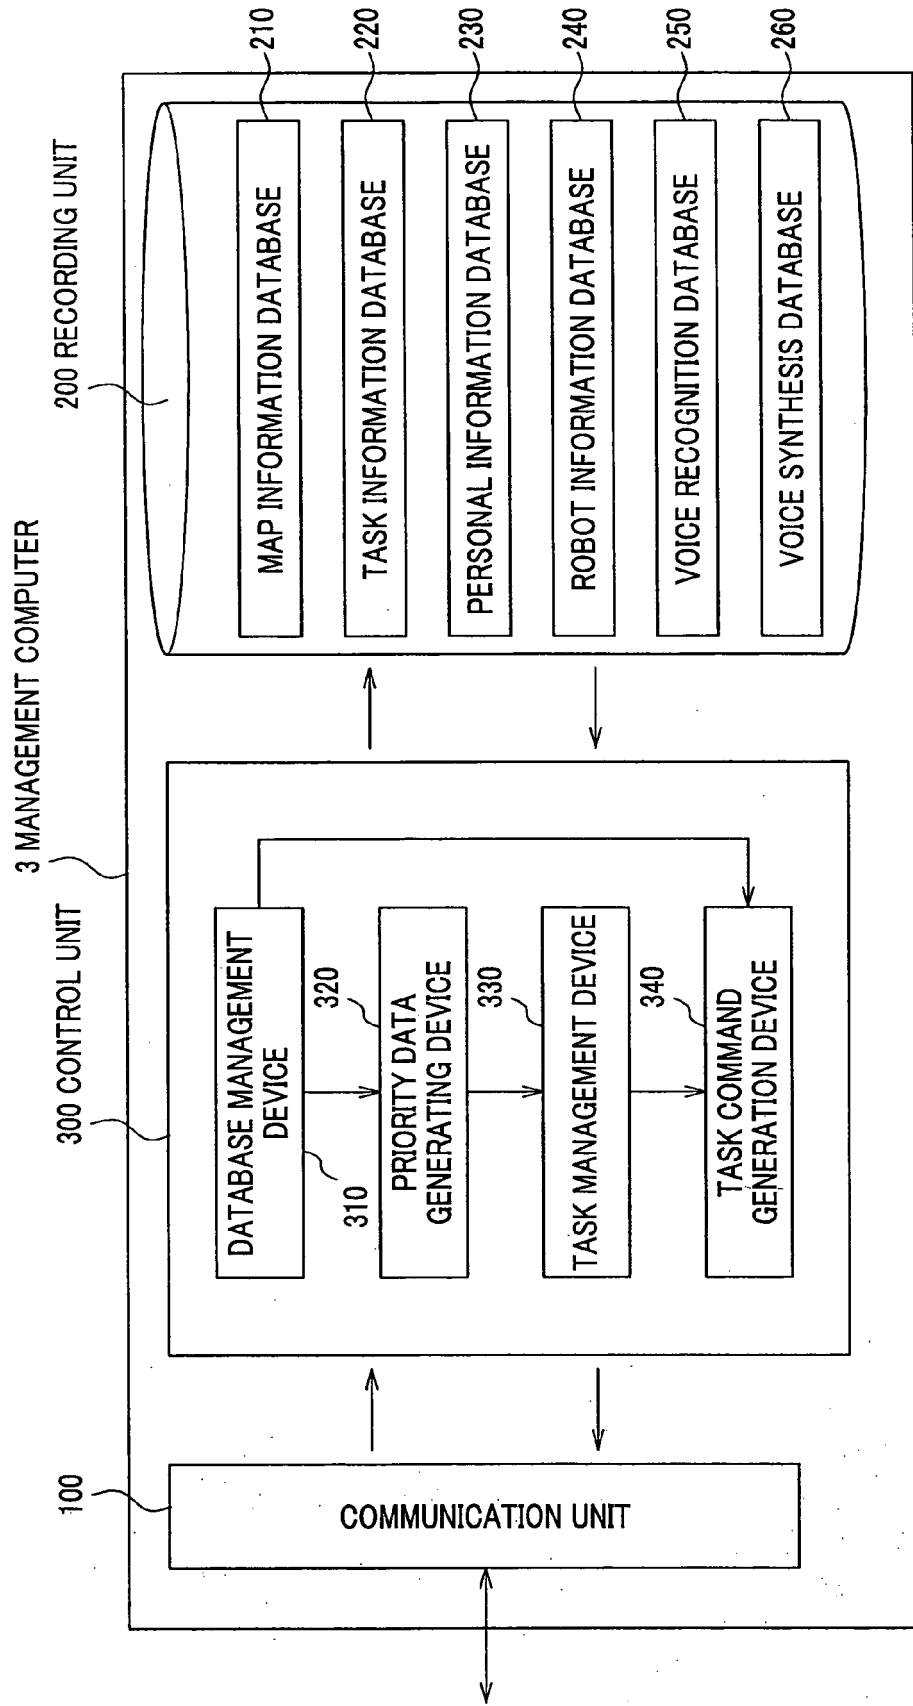 3 MANAGEMENT COMPUTER
100
COMMUNICATION UNIT
300 CONTROL UNIT
DATABASE MANAGEMENT
DEVICE
310
320
PRIORITY DATA
GENERATING DEVICE
330
TASK MANAGEMENT DEVICE
340
TASK COMMAND
GENERATION DEVICE
200 RECORDING UNIT
MAP INFORMATION DATABASE
210
TASK INFORMATION DATABASE
220
PERSONAL INFORMATION DATABASE
230
ROBOT INFORMATION DATABASE
240
VOICE RECOGNITION DATABASE
250
VOICE SYNTHESIS DATABASE
260